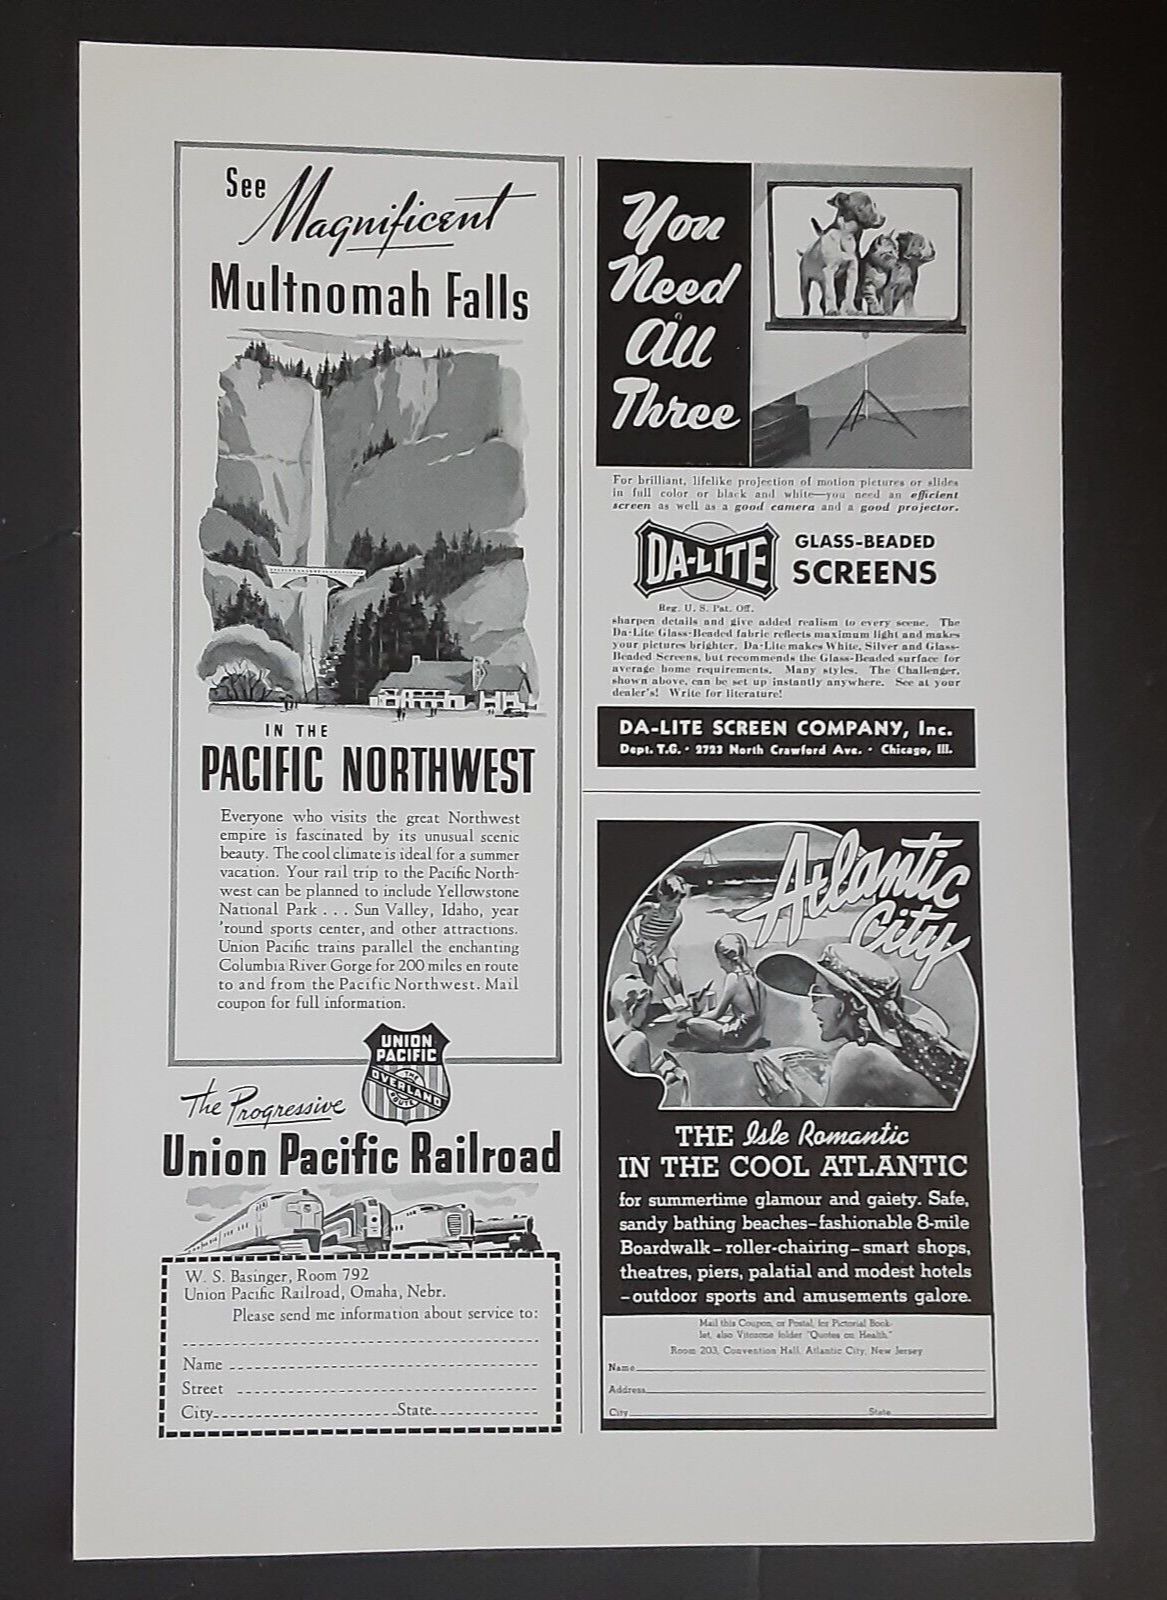 See Magnificent
Multnomah Falls
IN THE
PACIFIC NORTHWEST
Everyone who visits the great Northwest
empire is fascinated by its unusual scenic
beauty. The cool climate is ideal for a summer
vacation. Your rail trip to the Pacific North-
west can be planned to include Yellowstone
National Park . . . Sun Valley, Idaho, year
'round sports center, and other attractions.
Union Pacific trains parallel the enchanting
Columbia River Gorge for 200 miles en route
to and from the Pacific Northwest. Mail
coupon for full information.
UNION
PACIFIC
THE
OVERLAND
ROUTE
The Progressive
Union Pacific Railroad
W. S. Basinger, Room 792
Union Pacific Railroad, Omaha, Nebr.
Please send me information about service to:
Name
Street
City State
You
Need
all
Three
For brilliant, lifelike projection of motion pictures or slides
in full color or black and white—you need an efficient
screen as well as a good camera and a good projector.
DA-LITE
GLASS-BEADED
SCREENS
Reg. U. S. Pat. Off.
sharpen details and give added realism to every scene. The
Da-Lite Glass-Beaded fabric reflects maximum light and makes
your pictures brighter. Da-Lite makes White, Silver and Glass-
Beaded Screens, but recommends the Glass-Beaded surface for
average home requirements. Many styles. The Challenger,
shown above, can be set up instantly anywhere. See at your
dealer's! Write for literature!
DA-LITE SCREEN COMPANY, Inc.
Dept. T.G. • 2723 North Crawford Ave. • Chicago, Ill.
Atlantic
City
THE Isle Romantic
IN THE COOL ATLANTIC
for summertime glamour and gaiety. Safe,
sandy bathing beaches–fashionable 8-mile
Boardwalk–roller-chairing–smart shops,
theatres, piers, palatial and modest hotels
–outdoor sports and amusements galore.
Mail this Coupon, or Postal, for Pictorial Book-
let, also Vitozone folder "Quotes on Health."
Room 203, Convention Hall, Atlantic City, New Jersey
Name
Address
City State